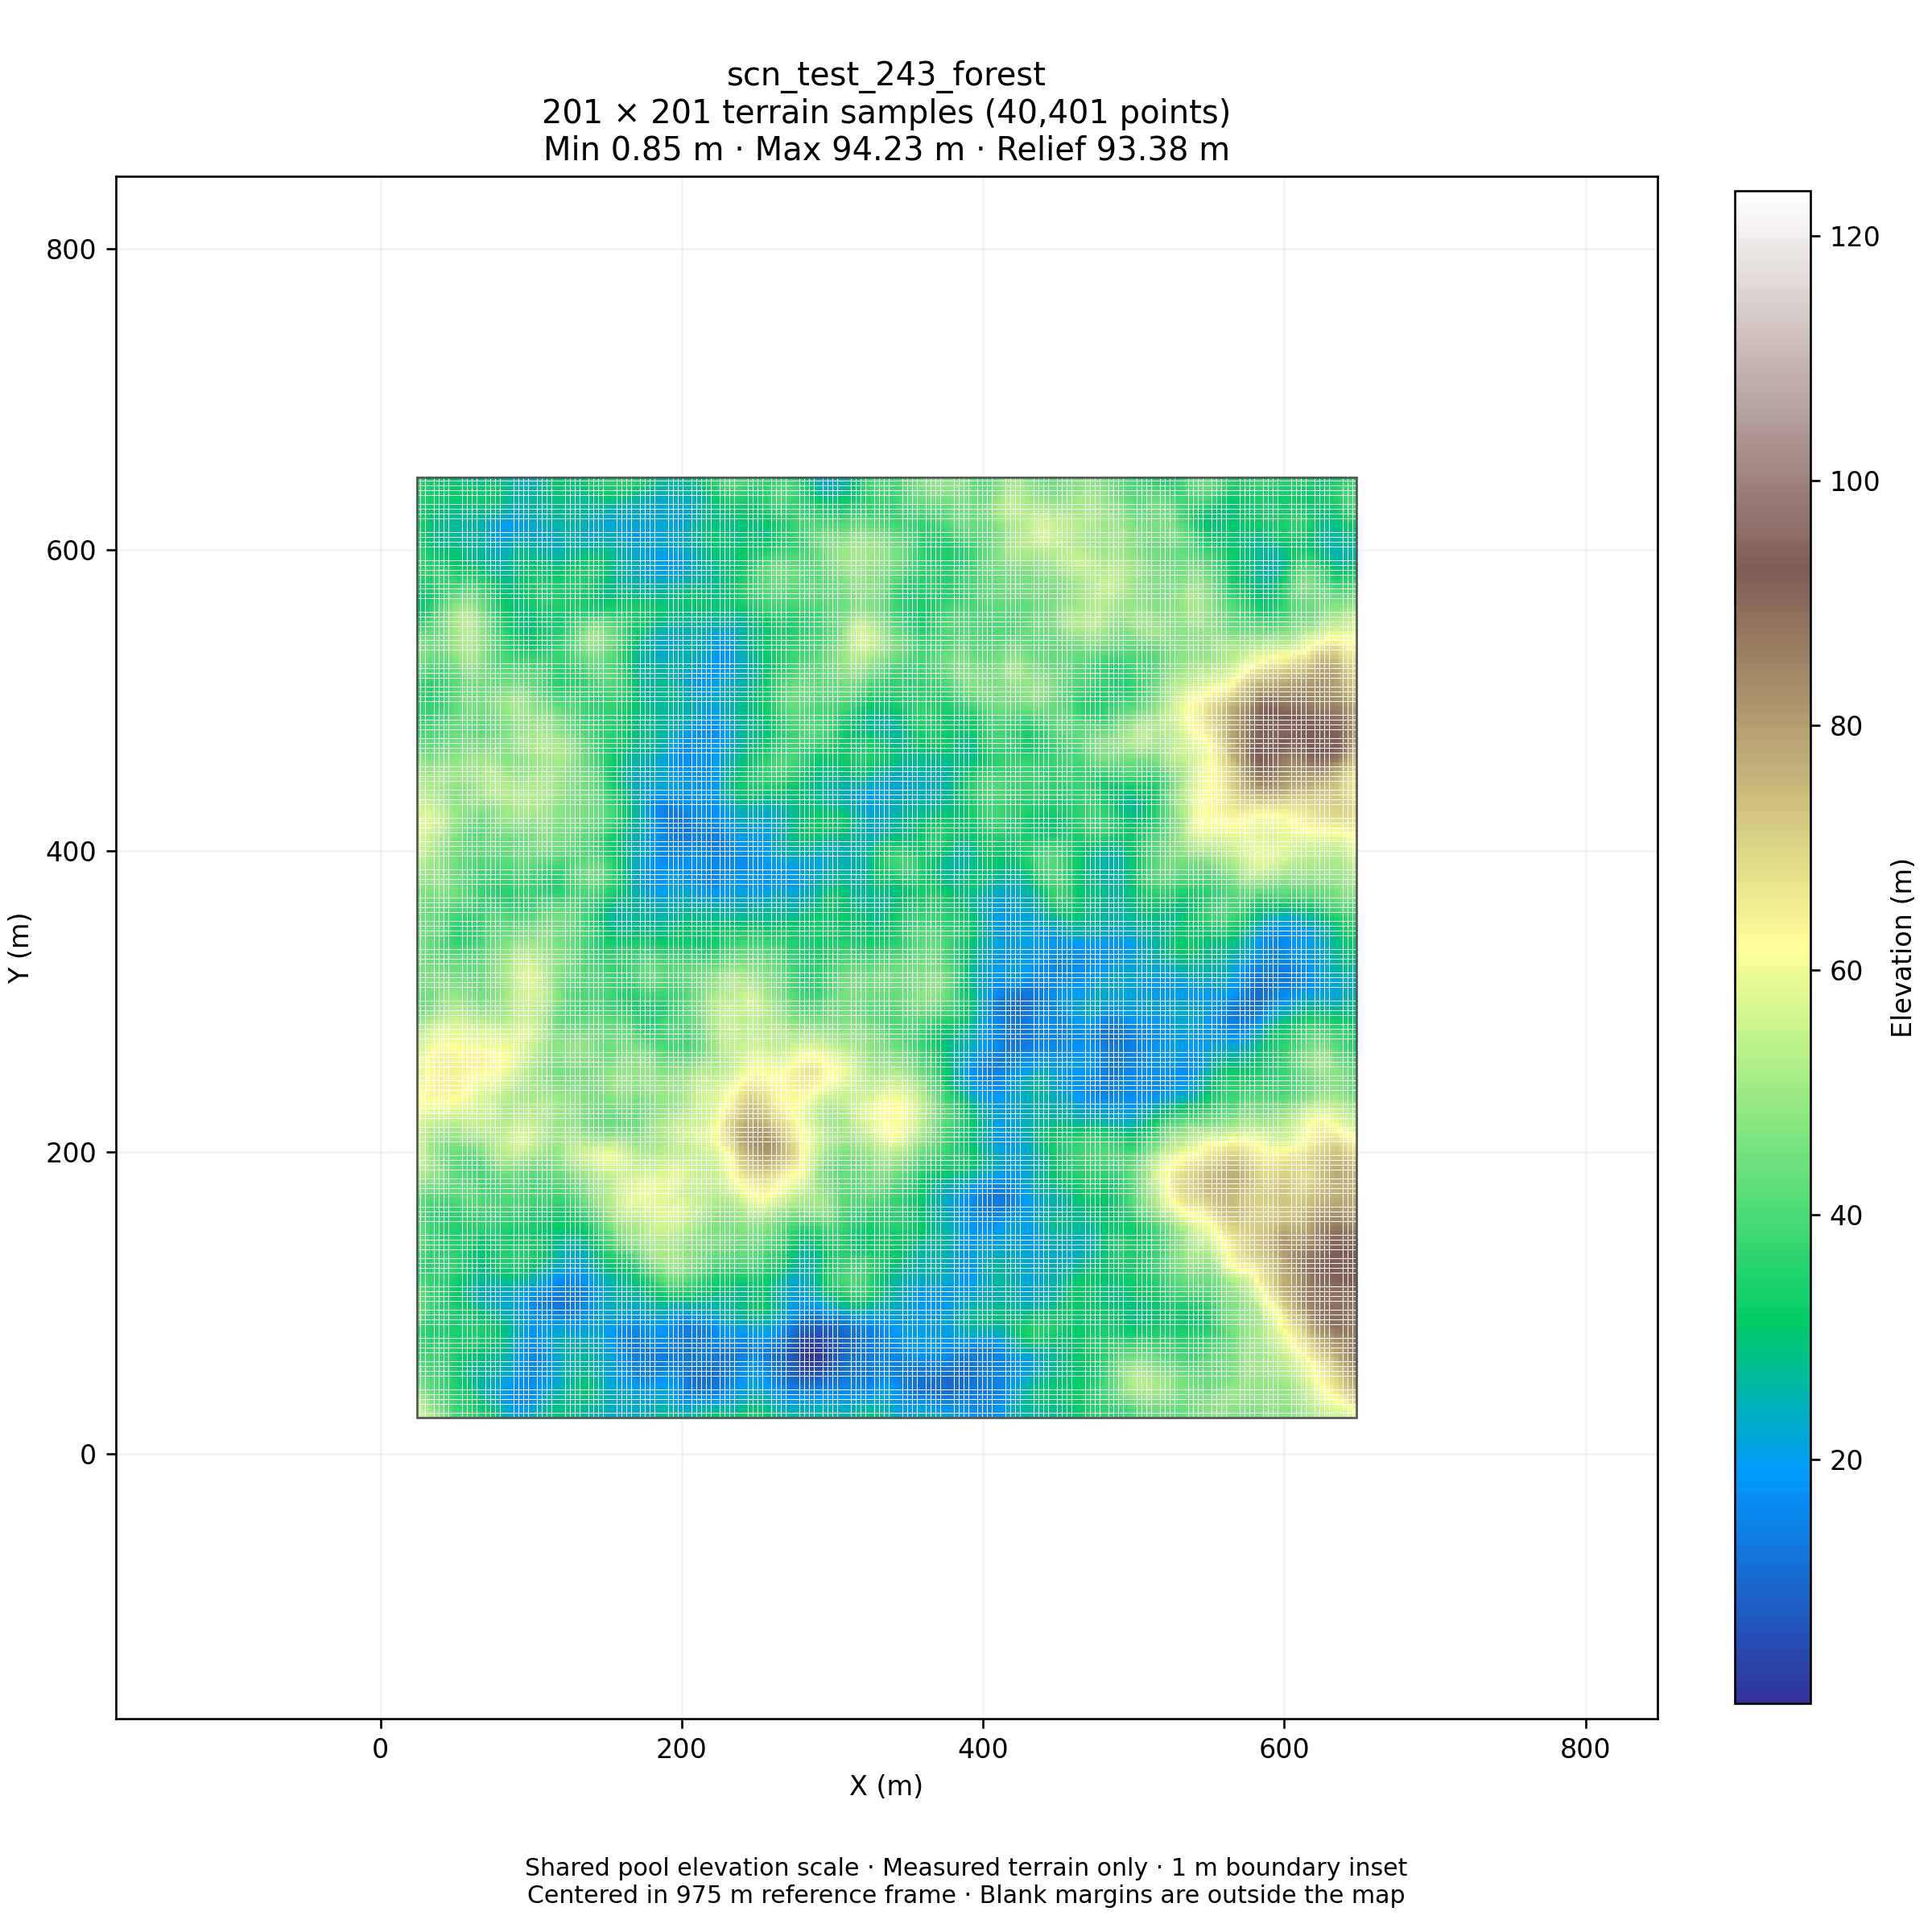 scn_test_243_forest
201 × 201 terrain samples (40,401 points)
Min 0.85 m · Max 94.23 m · Relief 93.38 m
800
600
400
200
0
Y (m)
0
200
400
600
800
X (m)
120
100
80
60
40
20
Elevation (m)
Shared pool elevation scale · Measured terrain only · 1 m boundary inset
Centered in 975 m reference frame · Blank margins are outside the map